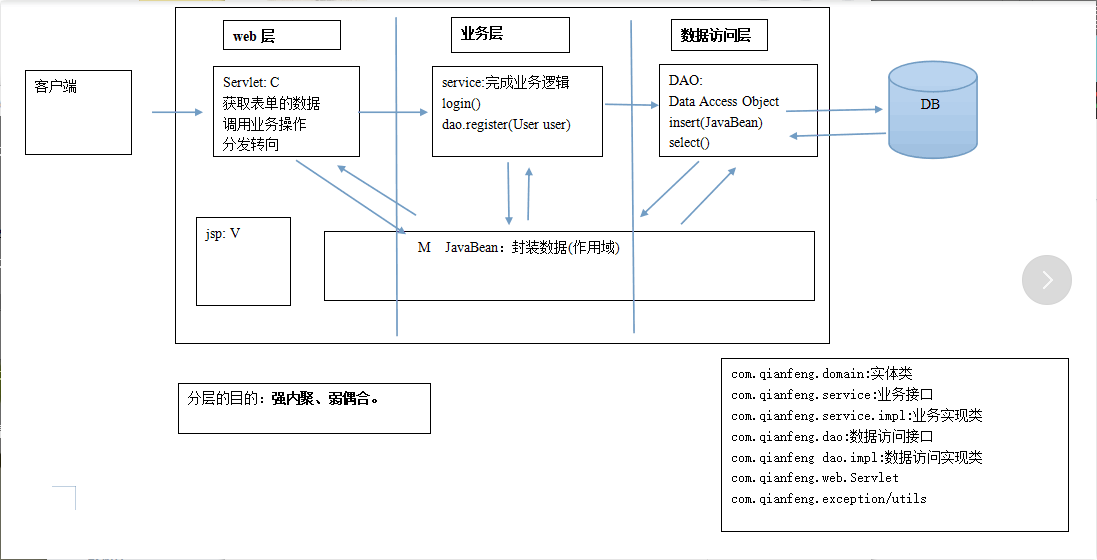 web 层
业务层
数据访问层
客户端
Servlet: C
获取表单的数据
调用业务操作
分发转向
service:完成业务逻辑
login()
dao.register(User user)
DAO:
Data Access Object
insert(JavaBean)
select()
DB
jsp: V
M JavaBean：封装数据(作用域)
分层的目的：强内聚、弱偶合。
com.qianfeng.domain:实体类
com.qianfeng.service:业务接口
com.qianfeng.service.impl:业务实现类
com.qianfeng.dao:数据访问接口
com.qianfeng dao.impl:数据访问实现类
com.qianfeng.web.Servlet
com.qianfeng.exception/utils